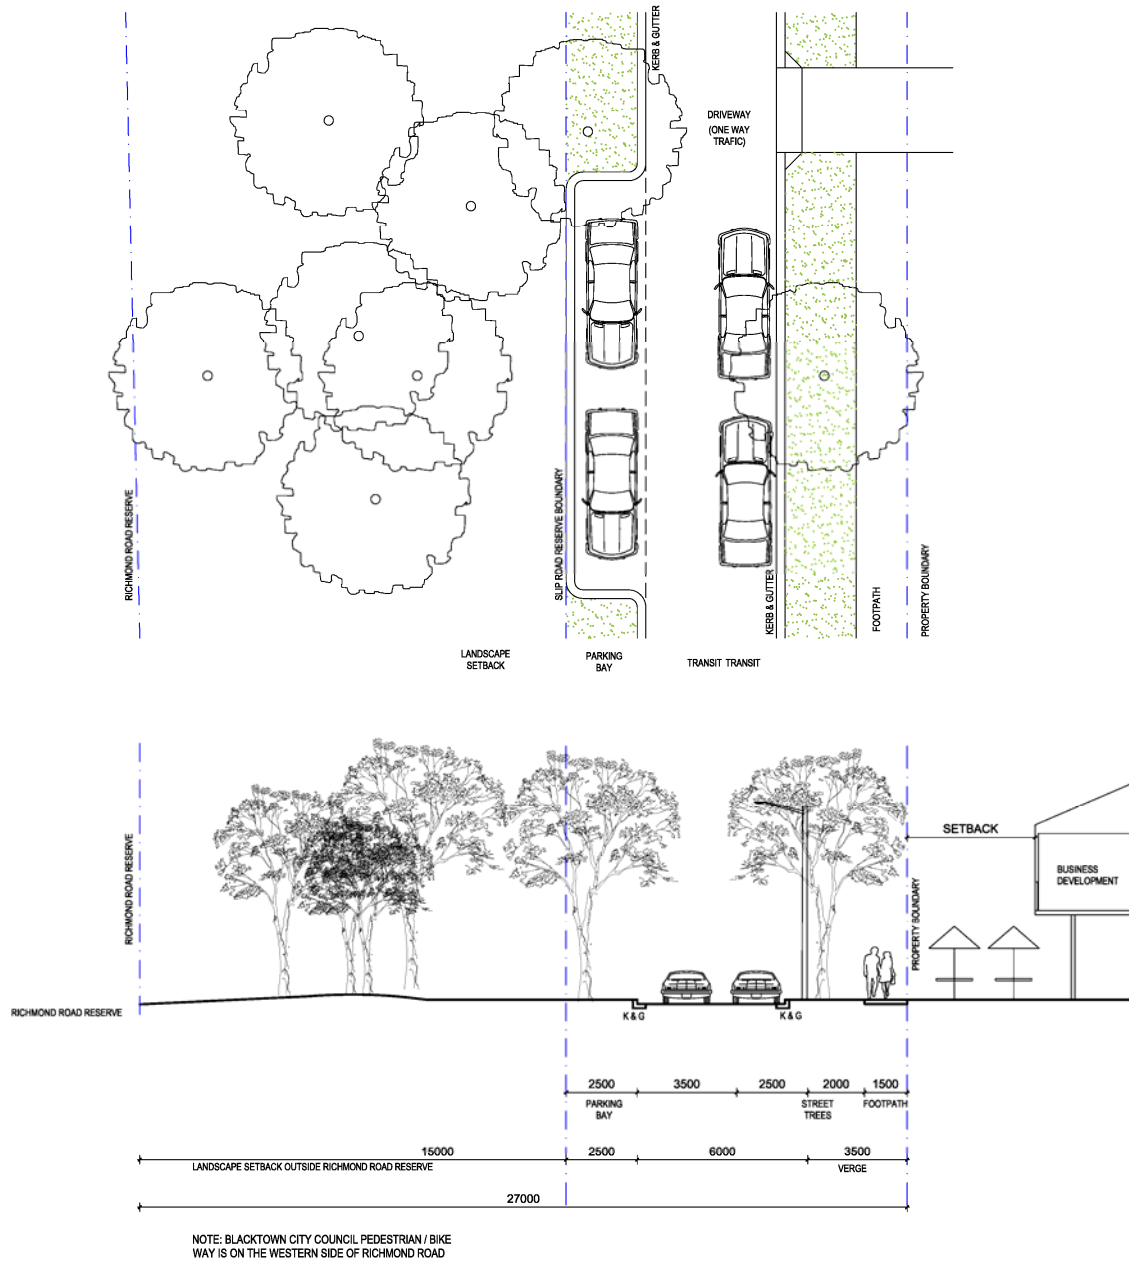 KERB & GUTTER
DRIVEWAY
(ONE WAY
TRAFIC)
RICHMOND ROAD RESERVE
SLIP ROAD RESERVE BOUNDARY
KERB & GUTTER
FOOTPATH
PROPERTY BOUNDARY
LANDSCAPE
SETBACK
PARKING
BAY
TRANSIT TRANSIT
RICHMOND ROAD RESERVE
PROPERTY BOUNDARY
SETBACK
BUSINESS
DEVELOPMENT
RICHMOND ROAD RESERVE
K & G
K & G
2500 3500 2500 2000 1500
PARKING
BAY
STREET
TREES
FOOTPATH
15000 2500 6000 3500
LANDSCAPE SETBACK OUTSIDE RICHMOND ROAD RESERVE
VERGE
27000
NOTE: BLACKTOWN CITY COUNCIL PEDESTRIAN / BIKE
WAY IS ON THE WESTERN SIDE OF RICHMOND ROAD